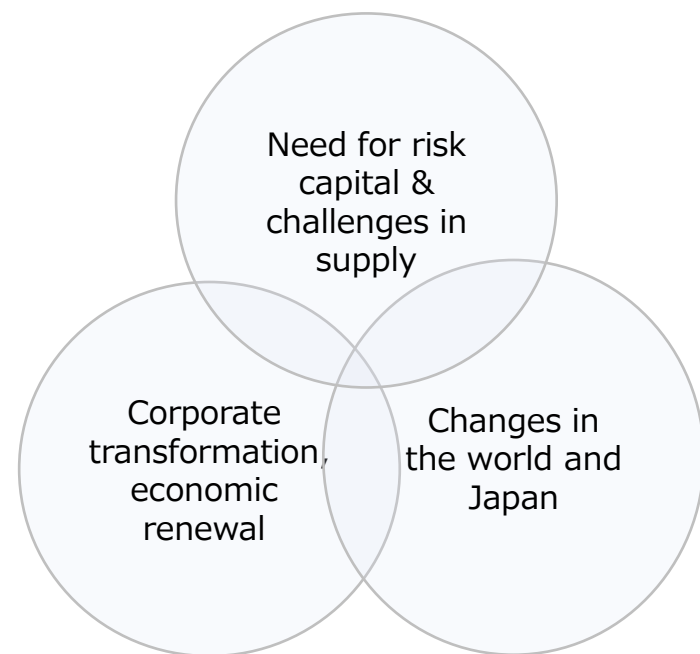 Need for risk
capital &
challenges in
supply
Corporate
transformation,
economic
renewal
Changes in
the world and
Japan